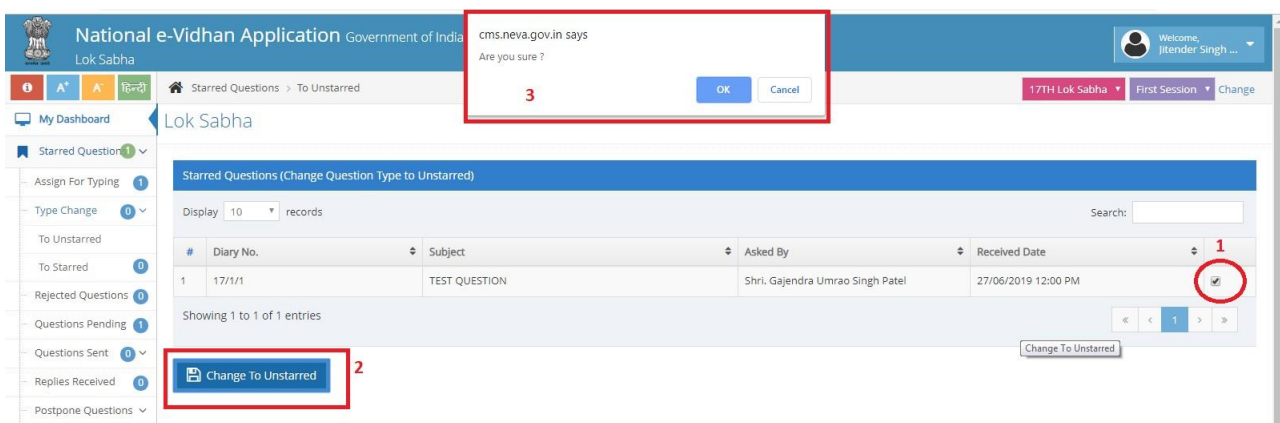 National e-Vidhan Application Government of India
Lok Sabha
cms.neva.gov.in says
Are you sure ?
OK Cancel
3
Welcome,
Jitender Singh ...
A+ A- हिन्दी
Starred Questions > To Unstarred
17TH Lok Sabha First Session Change
My Dashboard
Lok Sabha
Starred Question 1
Assign For Typing 1
Type Change 0
To Unstarred
To Starred 0
Rejected Questions 0
Questions Pending 1
Questions Sent 0
Replies Received 0
Postpone Questions
Starred Questions (Change Question Type to Unstarred)
Display 10 records
Search:
# Diary No. Subject Asked By Received Date
1
1 17/1/1 TEST QUESTION Shri. Gajendra Umrao Singh Patel 27/06/2019 12:00 PM
Showing 1 to 1 of 1 entries
« < 1 > »
Change To Unstarred
Change To Unstarred
2